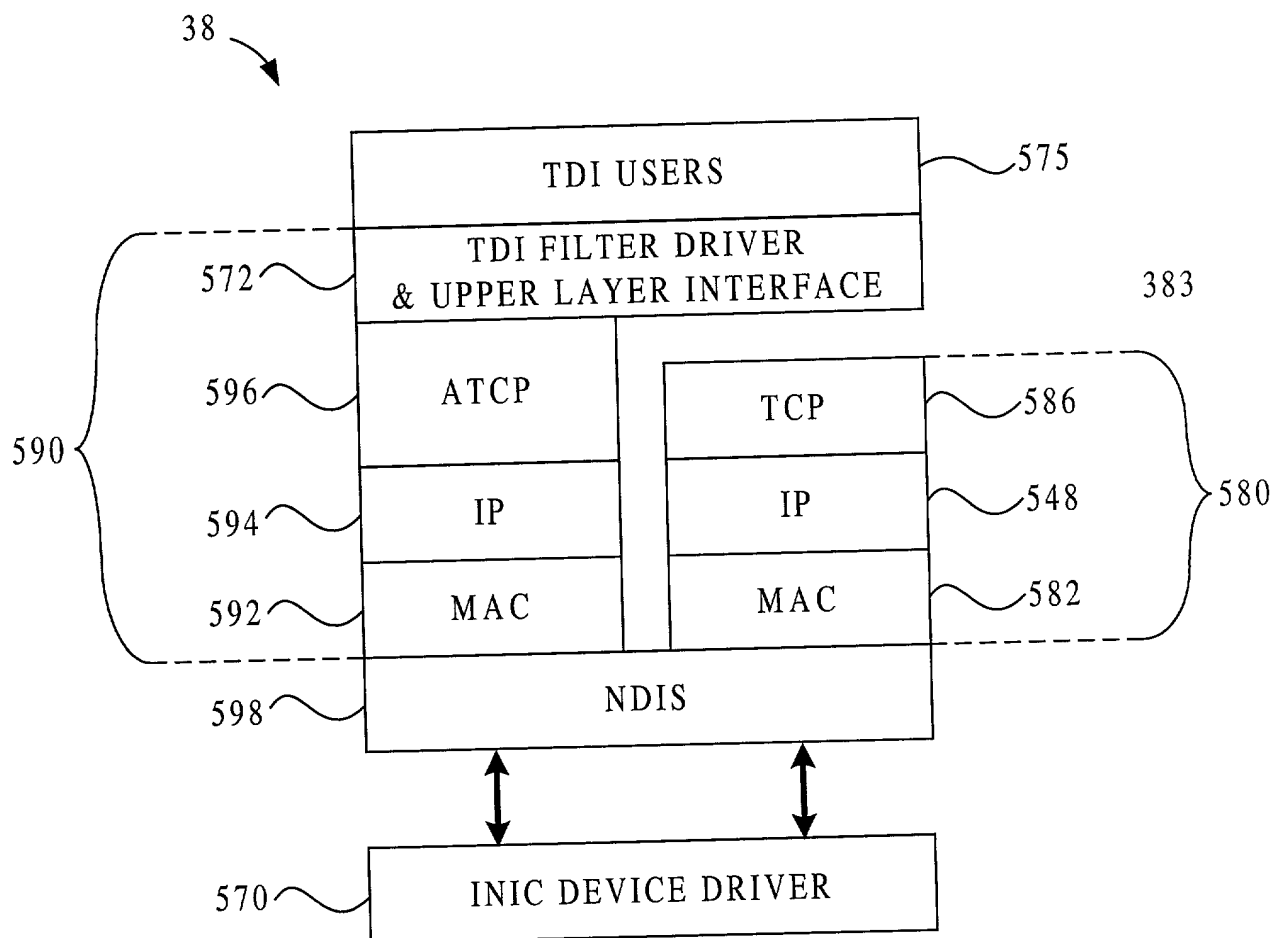 38
TDI USERS
575
TDI FILTER DRIVER
& UPPER LAYER INTERFACE
572
383
596
ATCP
TCP
586
590
594
IP
IP
548
580
592
MAC
MAC
582
598
NDIS
570
INIC DEVICE DRIVER